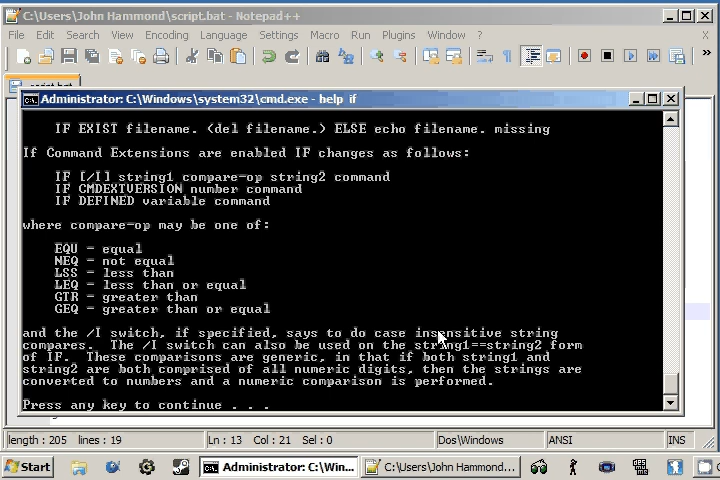 C:\Users\John Hammond\script.bat - Notepad++
File Edit Search View Encoding Language Settings Macro Run Plugins Window ? X
script.bat
Administrator: C:\Windows\system32\cmd.exe - help if
IF EXIST filename. (del filename.) ELSE echo filename. missing
If Command Extensions are enabled IF changes as follows:
IF [/I] string1 compare-op string2 command
IF CMDEXTVERSION number command
IF DEFINED variable command
where compare-op may be one of:
EQU - equal
NEQ - not equal
LSS - less than
LEQ - less than or equal
GTR - greater than
GEQ - greater than or equal
and the /I switch, if specified, says to do case insensitive string
compares.  The /I switch can also be used on the string1==string2 form
of IF.  These comparisons are generic, in that if both string1 and
string2 are both comprised of all numeric digits, then the strings are
converted to numbers and a numeric comparison is performed.
Press any key to continue . . .
length : 205 lines : 19 Ln : 13 Col : 21 Sel : 0 Dos\Windows ANSI INS
Start Administrator: C:\Win... C:\Users\John Hammond...